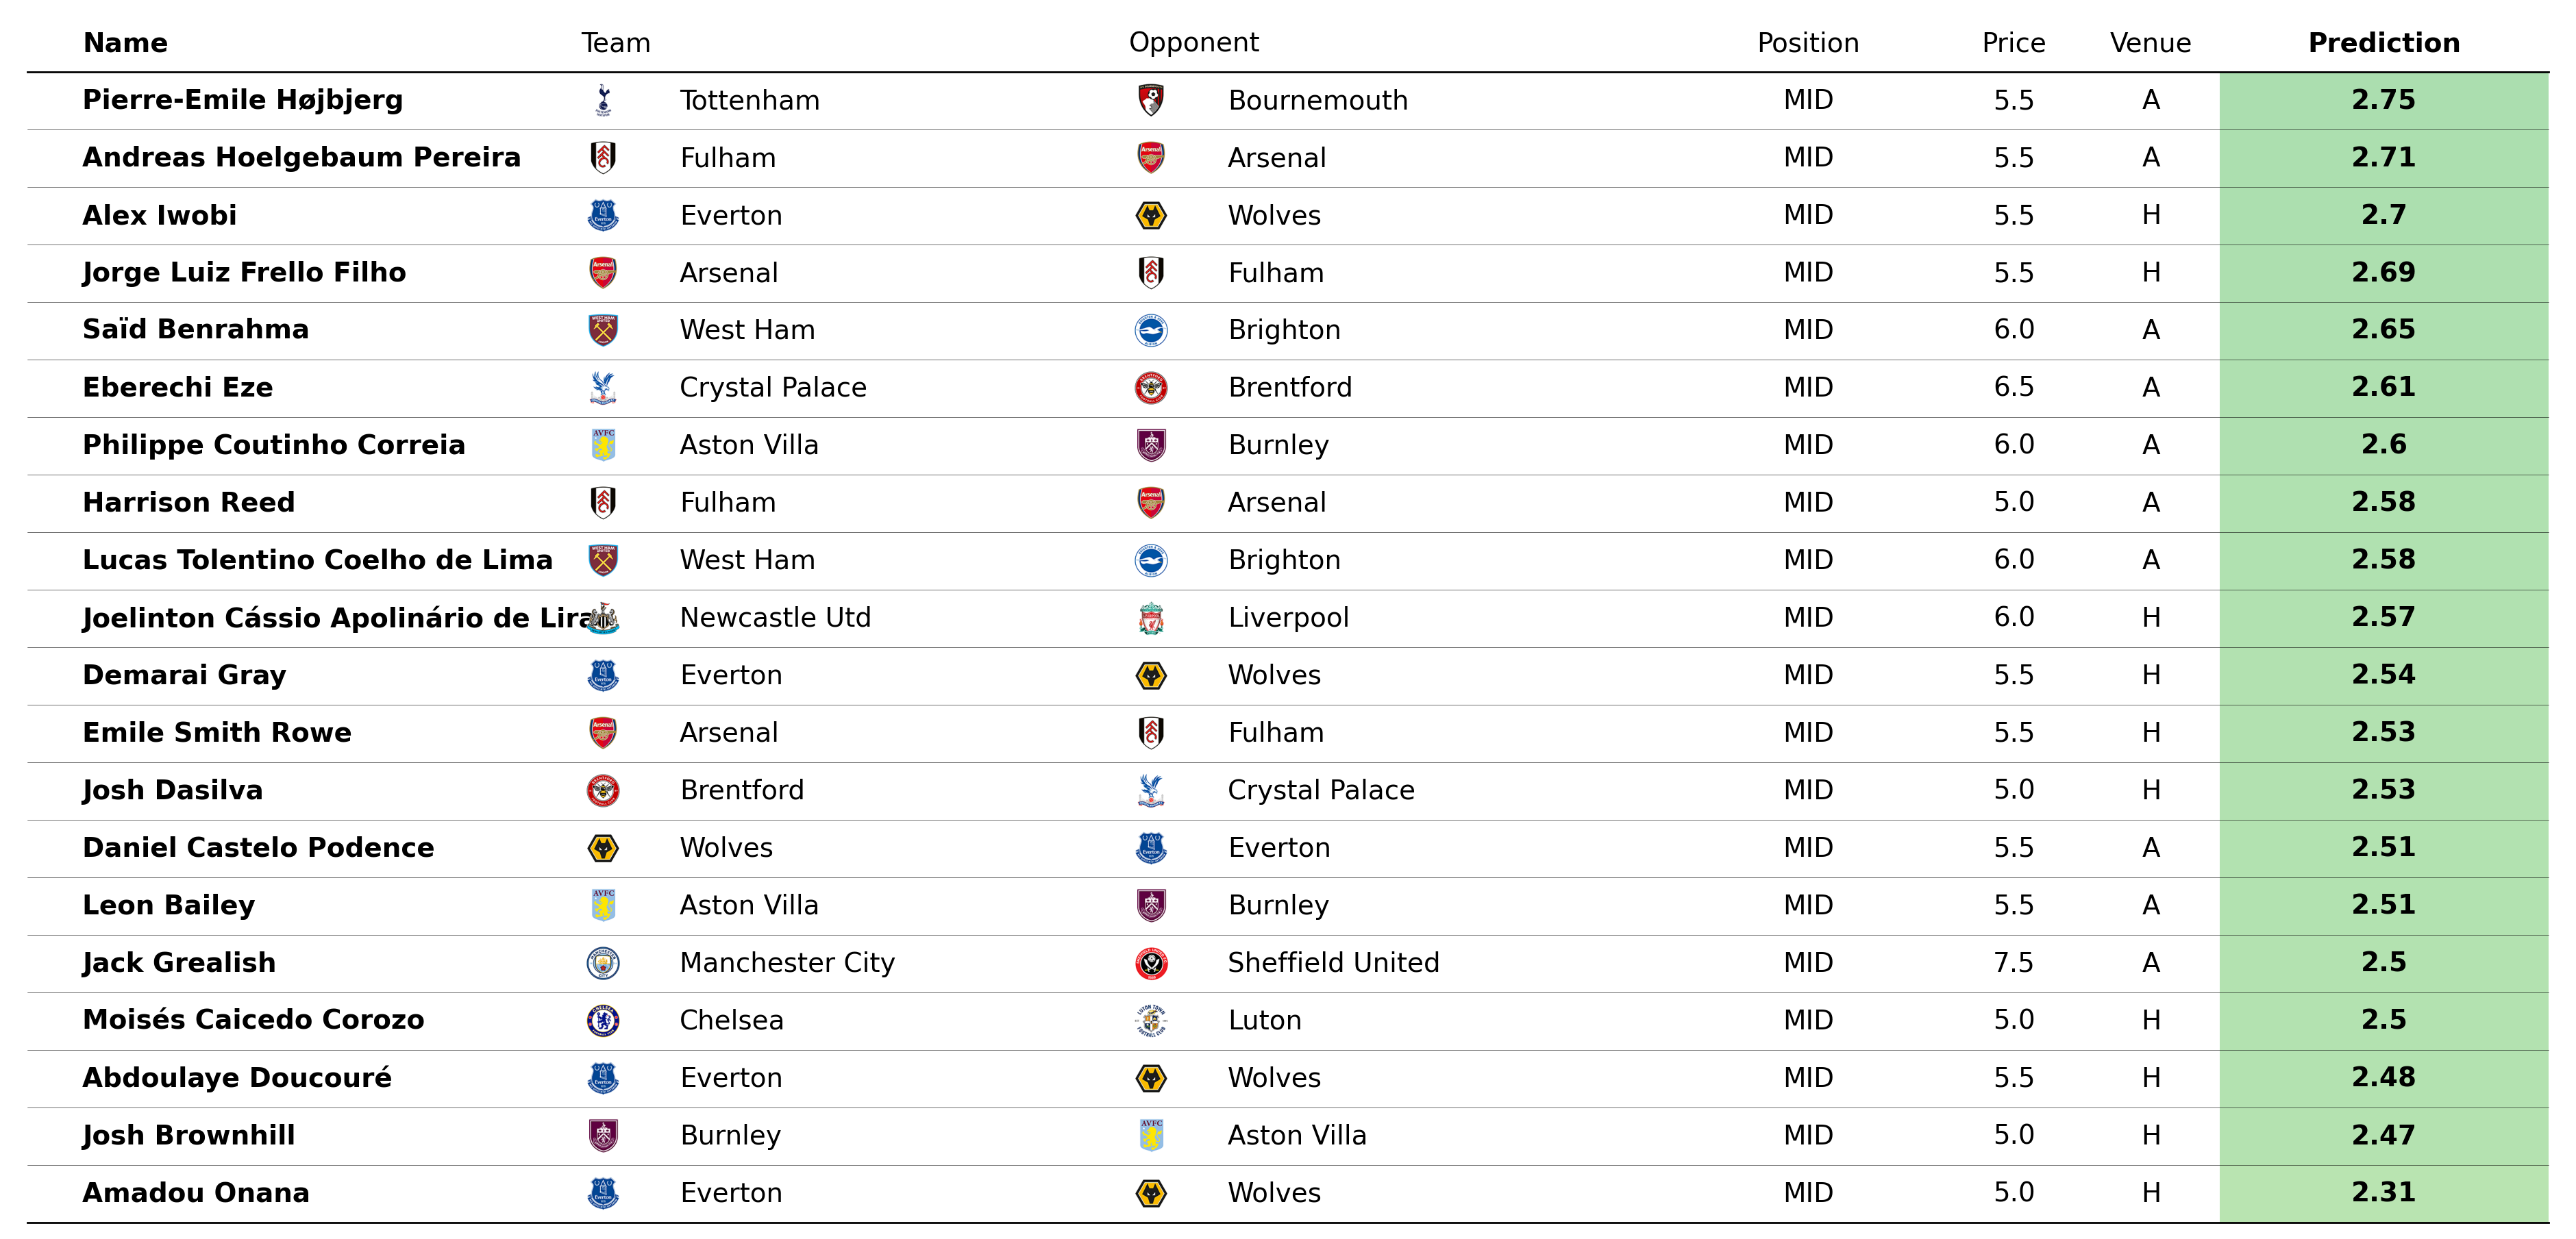 Name Team Opponent Position Price Venue Prediction
Pierre-Emile Højbjerg Tottenham Bournemouth MID 5.5 A 2.75
Andreas Hoelgebaum Pereira Fulham Arsenal MID 5.5 A 2.71
Alex Iwobi Everton Wolves MID 5.5 H 2.7
Jorge Luiz Frello Filho Arsenal Fulham MID 5.5 H 2.69
Saïd Benrahma West Ham Brighton MID 6.0 A 2.65
Eberechi Eze Crystal Palace Brentford MID 6.5 A 2.61
Philippe Coutinho Correia Aston Villa Burnley MID 6.0 A 2.6
Harrison Reed Fulham Arsenal MID 5.0 A 2.58
Lucas Tolentino Coelho de Lima West Ham Brighton MID 6.0 A 2.58
Joelinton Cássio Apolinário de Lira Newcastle Utd Liverpool MID 6.0 H 2.57
Demarai Gray Everton Wolves MID 5.5 H 2.54
Emile Smith Rowe Arsenal Fulham MID 5.5 H 2.53
Josh Dasilva Brentford Crystal Palace MID 5.0 H 2.53
Daniel Castelo Podence Wolves Everton MID 5.5 A 2.51
Leon Bailey Aston Villa Burnley MID 5.5 A 2.51
Jack Grealish Manchester City Sheffield United MID 7.5 A 2.5
Moisés Caicedo Corozo Chelsea Luton MID 5.0 H 2.5
Abdoulaye Doucouré Everton Wolves MID 5.5 H 2.48
Josh Brownhill Burnley Aston Villa MID 5.0 H 2.47
Amadou Onana Everton Wolves MID 5.0 H 2.31